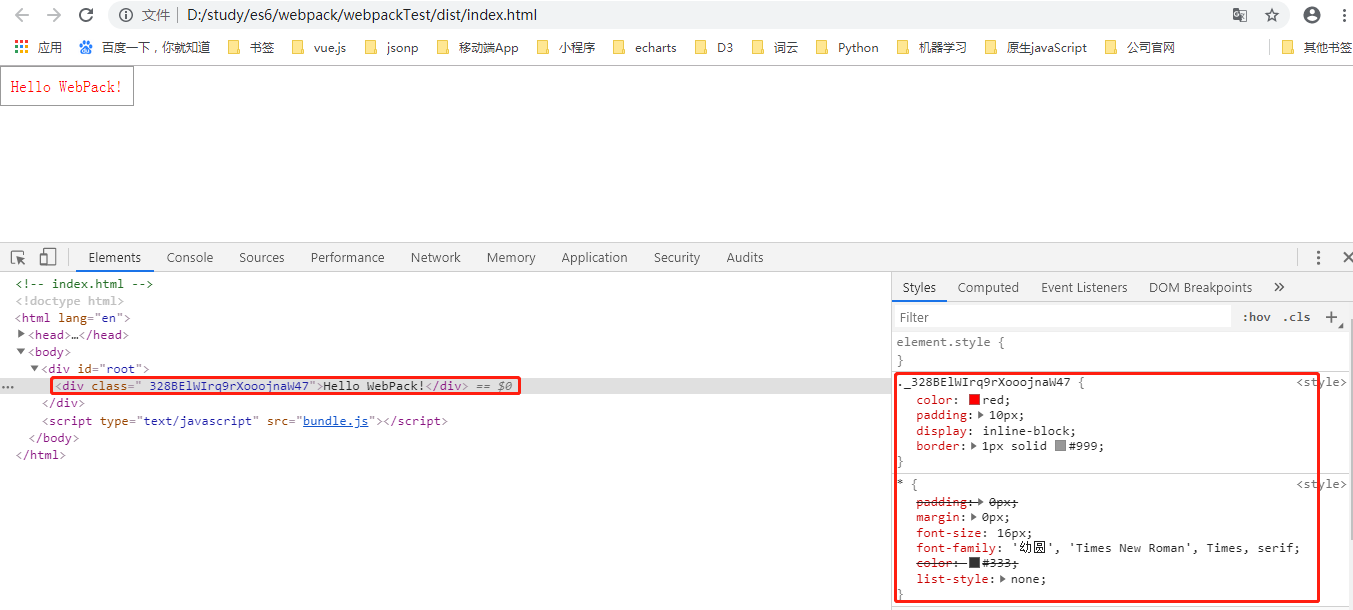 文件 D:/study/es6/webpack/webpackTest/dist/index.html
应用 百度一下，你就知道 书签 vue.js jsonp 移动端App 小程序 echarts D3 词云 Python 机器学习 原生javaScript 公司官网 其他书签
Hello WebPack!
Elements Console Sources Performance Network Memory Application Security Audits
<!-- index.html -->
<!doctype html>
<html lang="en">
<head>…</head>
<body>
<div id="root">
<div class="_328BElWIrq9rXooojnaW47">Hello WebPack!</div> == $0
</div>
<script type="text/javascript" src="bundle.js"></script>
</body>
</html>
Styles Computed Event Listeners DOM Breakpoints »
Filter :hov .cls +
element.style {
}
._328BElWIrq9rXooojnaW47 { <style>
color: red;
padding: 10px;
display: inline-block;
border: 1px solid #999;
}
* { <style>
padding: 0px;
margin: 0px;
font-size: 16px;
font-family: '幼圆', 'Times New Roman', Times, serif;
color: #333;
list-style: none;
}